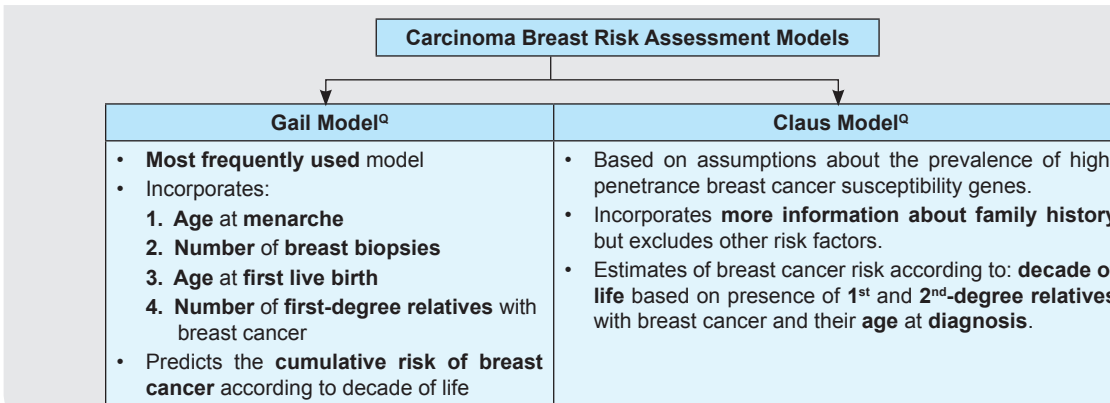 Carcinoma Breast Risk Assessment Models
Gail ModelQ
• Most frequently used model
• Incorporates:
1. Age at menarche
2. Number of breast biopsies
3. Age at first live birth
4. Number of first-degree relatives with
breast cancer
• Predicts the cumulative risk of breast
cancer according to decade of life
Claus ModelQ
• Based on assumptions about the prevalence of high
penetrance breast cancer susceptibility genes.
• Incorporates more information about family history
but excludes other risk factors.
• Estimates of breast cancer risk according to: decade o
life based on presence of 1st and 2nd-degree relatives
with breast cancer and their age at diagnosis.